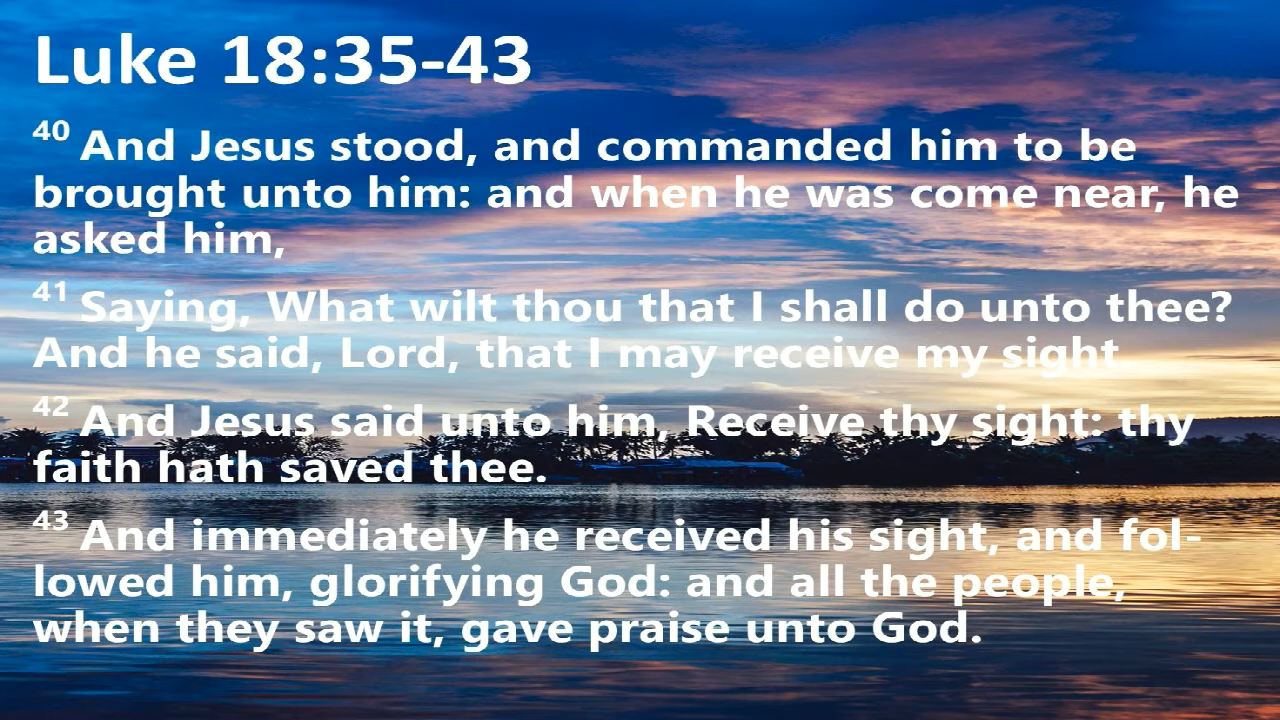 Luke 18:35-43
40 And Jesus stood, and commanded him to be
brought unto him: and when he was come near, he
asked him,
41 Saying, What wilt thou that I shall do unto thee?
And he said, Lord, that I may receive my sight.
42 And Jesus said unto him, Receive thy sight: thy
faith hath saved thee.
43 And immediately he received his sight, and fol-
lowed him, glorifying God: and all the people,
when they saw it, gave praise unto God.